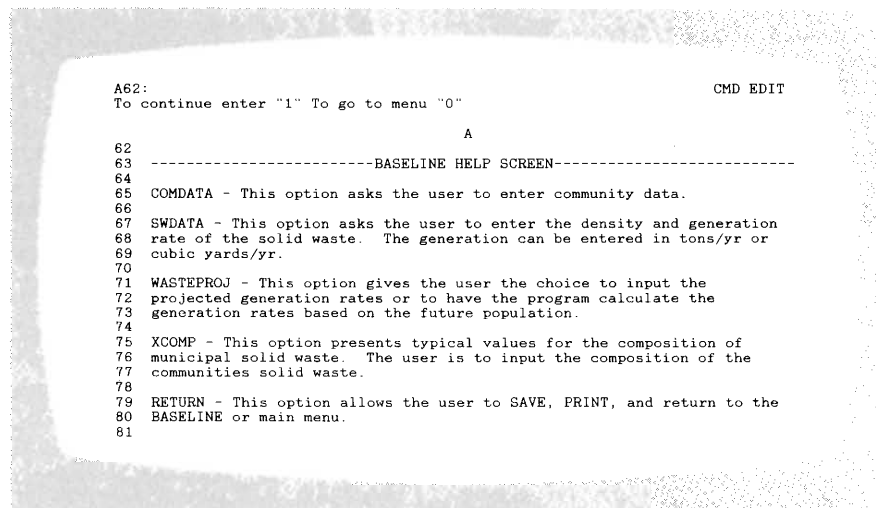 A62: CMD EDIT
To continue enter "1" To go to menu "0"
A
62
63 -------------------------BASELINE HELP SCREEN---------------------------
64
65 COMDATA - This option asks the user to enter community data.
66
67 SWDATA - This option asks the user to enter the density and generation
68 rate of the solid waste. The generation can be entered in tons/yr or
69 cubic yards/yr.
70
71 WASTEPROJ - This option gives the user the choice to input the
72 projected generation rates or to have the program calculate the
73 generation rates based on the future population.
74
75 XCOMP - This option presents typical values for the composition of
76 municipal solid waste. The user is to input the composition of the
77 communities solid waste.
78
79 RETURN - This option allows the user to SAVE, PRINT, and return to the
80 BASELINE or main menu.
81